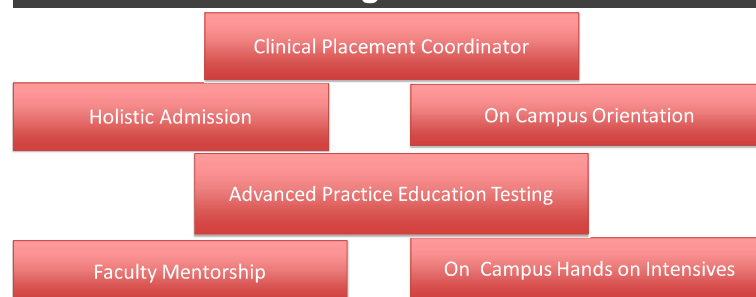 Clinical Placement Coordinator
Holistic Admission
On Campus Orientation
Advanced Practice Education Testing
Faculty Mentorship
On  Campus Hands on Intensives